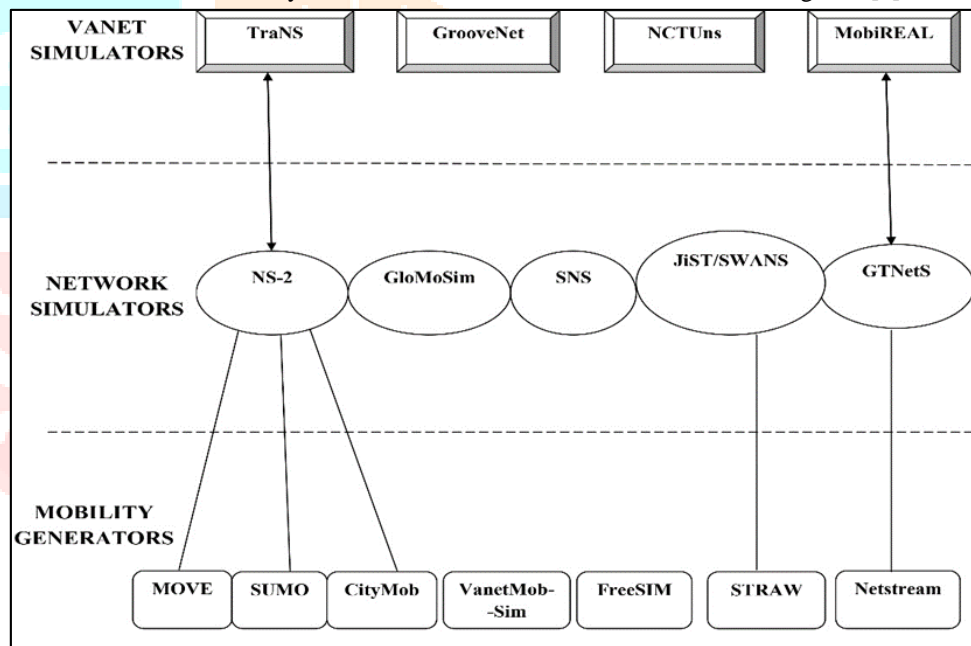 VANET
SIMULATORS
TraNS
GrooveNet
NCTUns
MobiREAL
NETWORK
SIMULATORS
NS-2
GloMoSim
SNS
JiST/SWANS
GTNetS
MOBILITY
GENERATORS
MOVE
SUMO
CityMob
VanetMob-
-Sim
FreeSIM
STRAW
Netstream